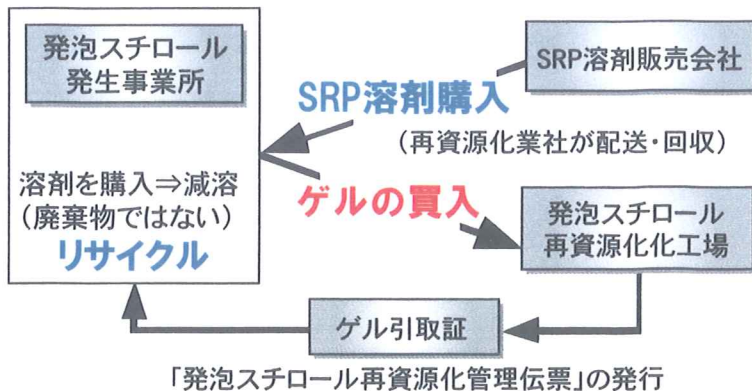 発泡スチロール
発生事業所
SRP溶剤販売会社
SRP溶剤購入
(再資源化業社が配送・回収)
溶剤を購入⇒減溶
(廃棄物ではない)
リサイクル
ゲルの買入
発泡スチロール
再資源化化工場
ゲル引取証
「発泡スチロール再資源化管理伝票」の発行